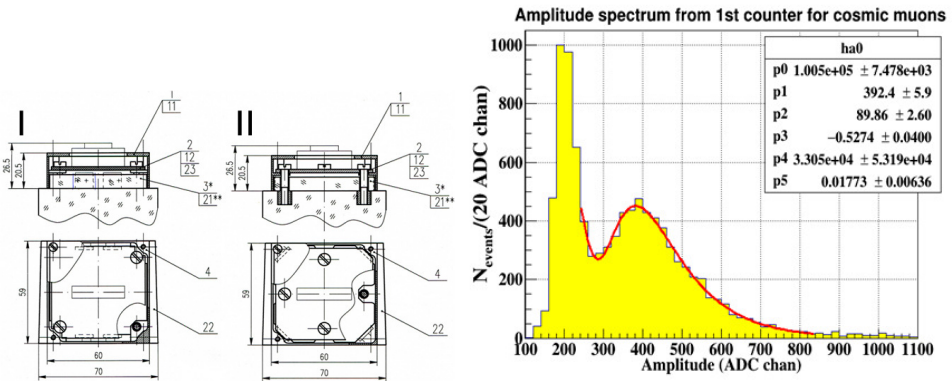 I
II
1
11
1
11
26.5
20.5
2
12
23
3*
21**
26.5
20.5
2
12
23
3*
21**
59
4
22
60
70
59
4
22
60
70
Amplitude spectrum from 1st counter for cosmic muons
ha0
p0 1.005e+05 ± 7.478e+03
p1 392.4 ± 5.9
p2 89.86 ± 2.60
p3 −0.5274 ± 0.0400
p4 3.305e+04 ± 5.319e+04
p5 0.01773 ± 0.00636
N_events/(20 ADC chan)
1000
800
600
400
200
0
100 200 300 400 500 600 700 800 900 1000 1100
Amplitude (ADC chan)